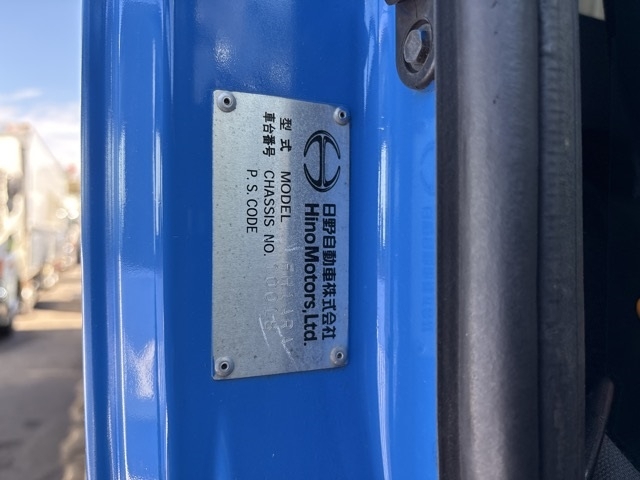 日野自動車株式会社
Hino Motors, Ltd.
型式 MODEL
車台番号 CHASSIS NO.
P.S. CODE